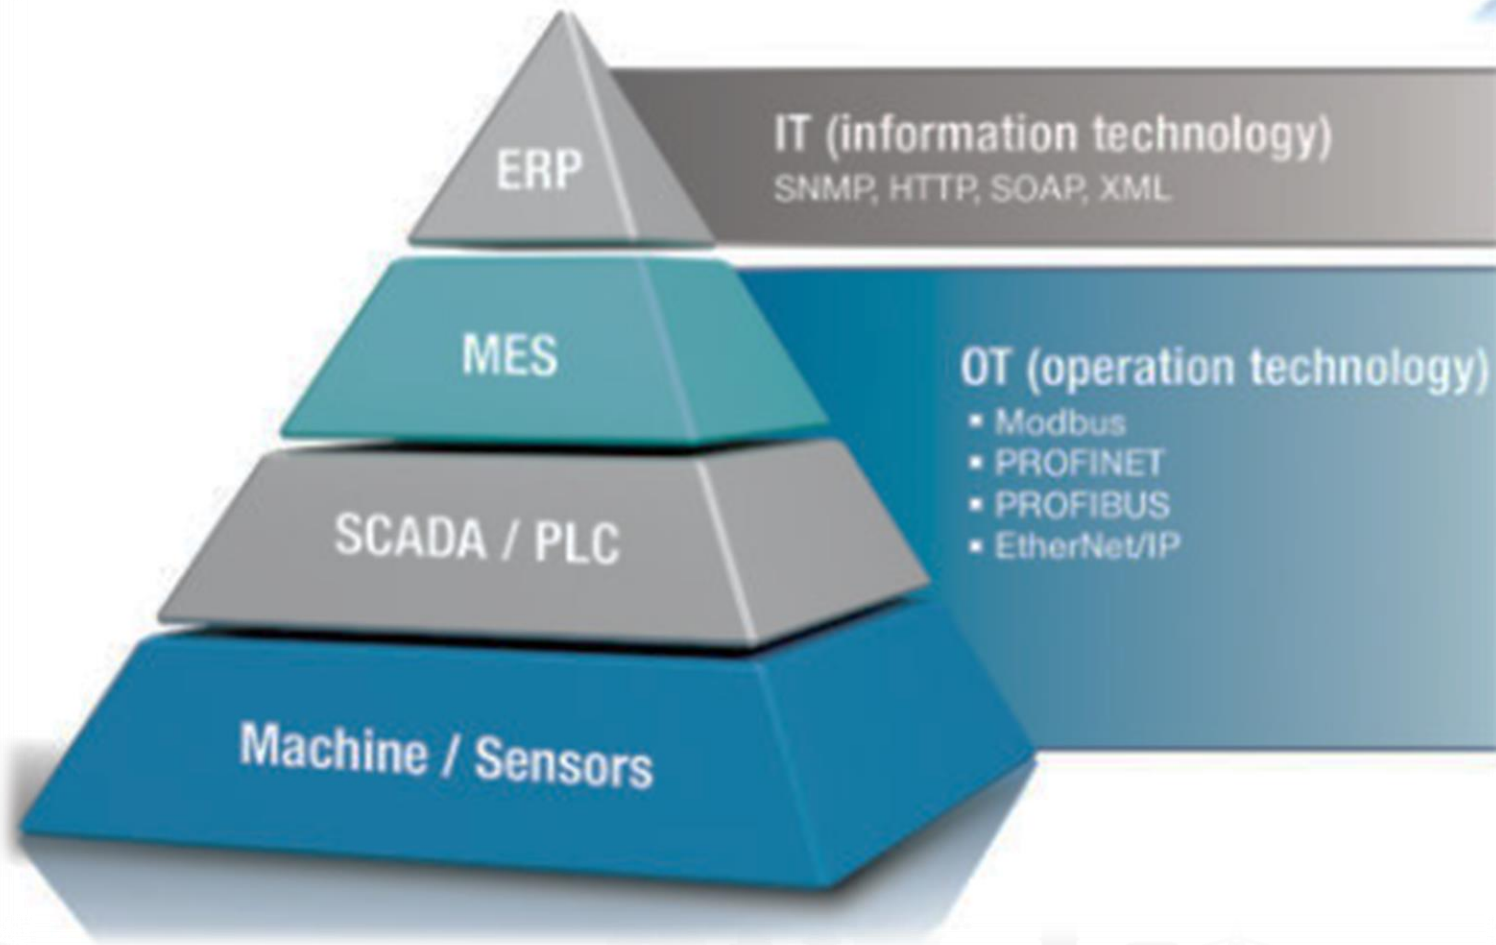 ERP
IT (information technology)
SNMP, HTTP, SOAP, XML
MES
OT (operation technology)
▪ Modbus
▪ PROFINET
▪ PROFIBUS
▪ EtherNet/IP
SCADA / PLC
Machine / Sensors